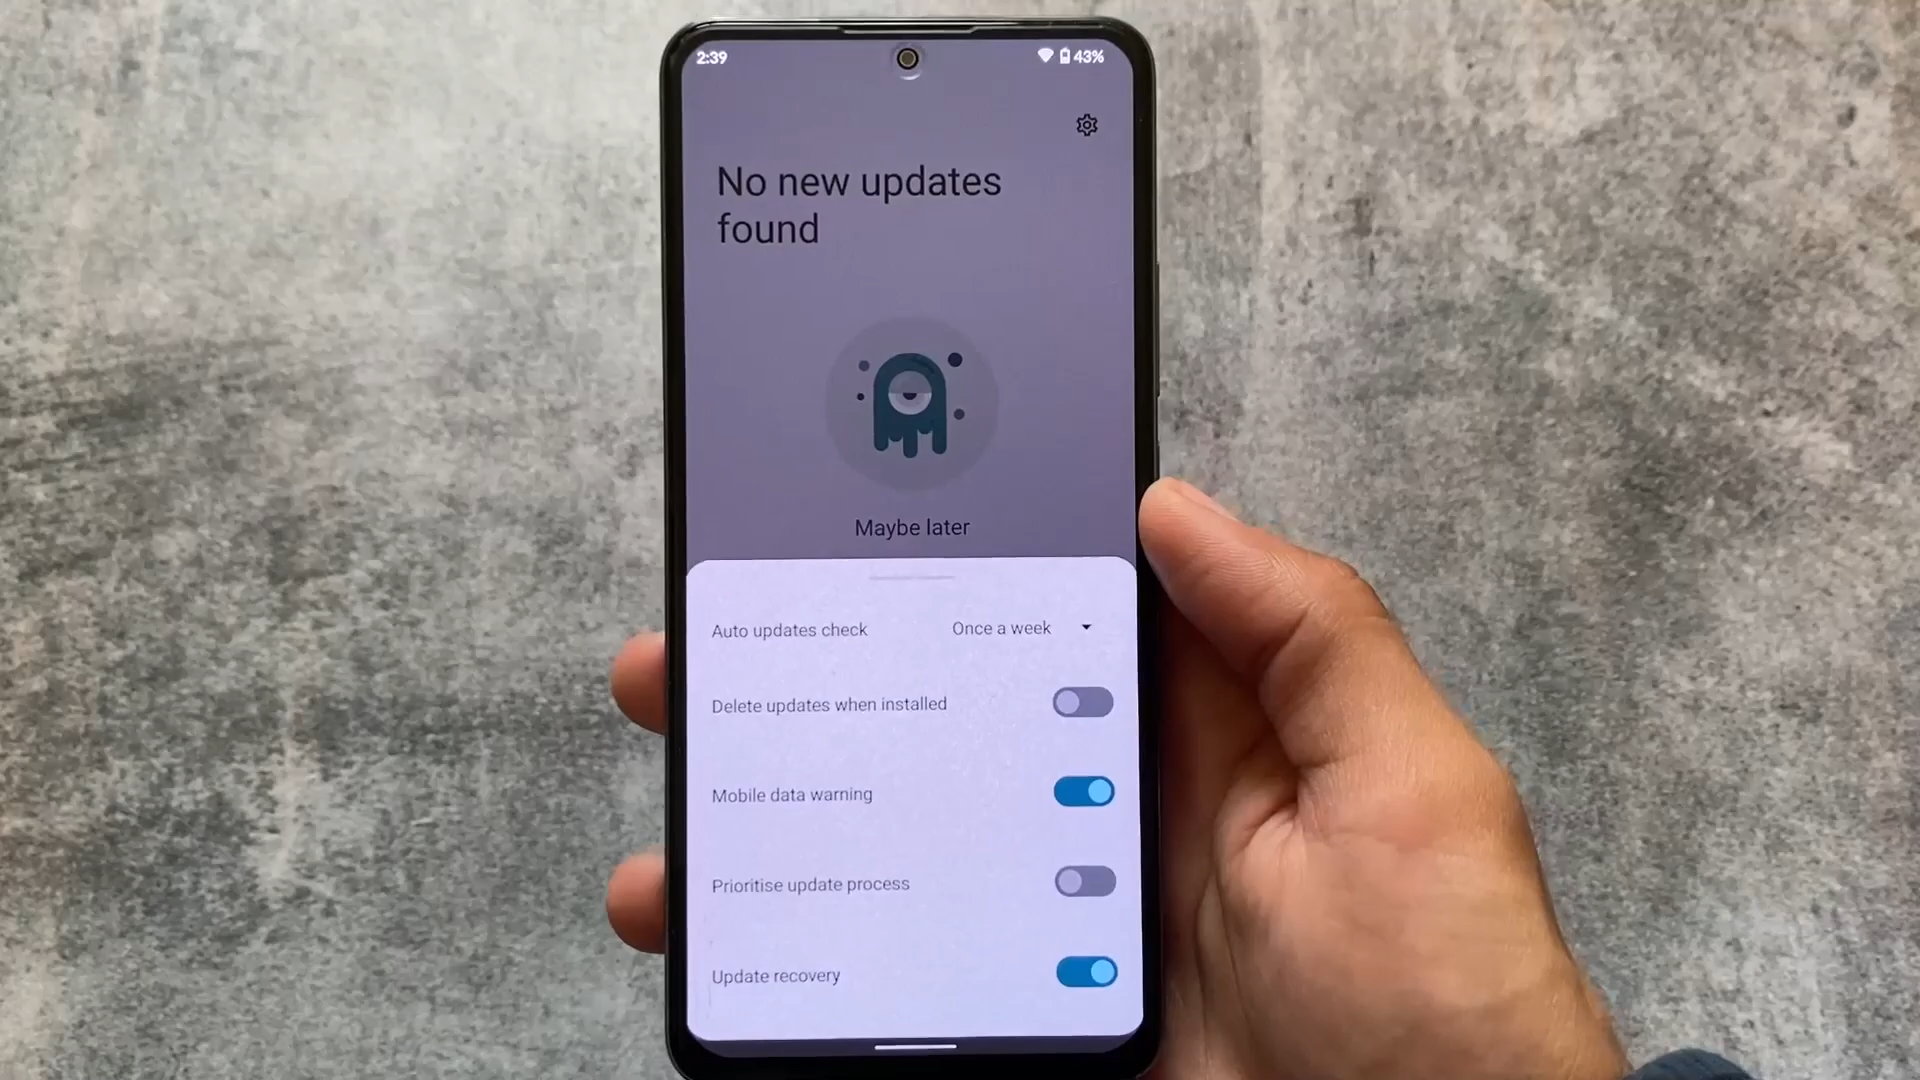 2:39
43%
No new updates
found
Maybe later
Auto updates check
Once a week
Delete updates when installed
Mobile data warning
Prioritise update process
Update recovery